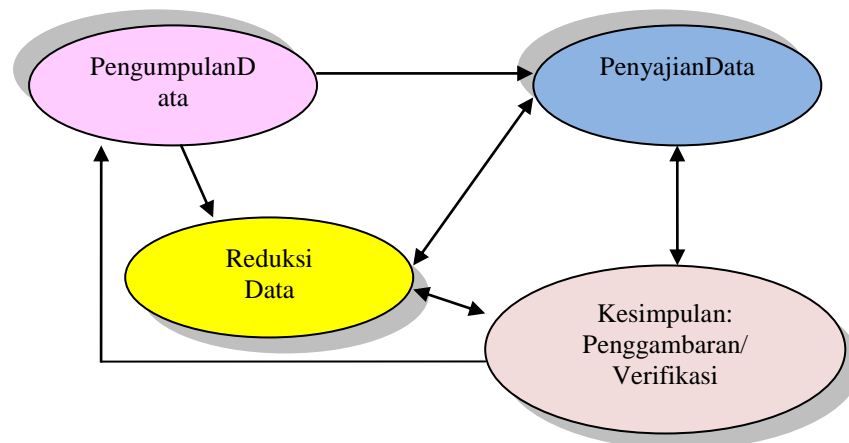 PengumpulanD
ata
PenyajianData
Reduksi
Data
Kesimpulan:
Penggambaran/
Verifikasi